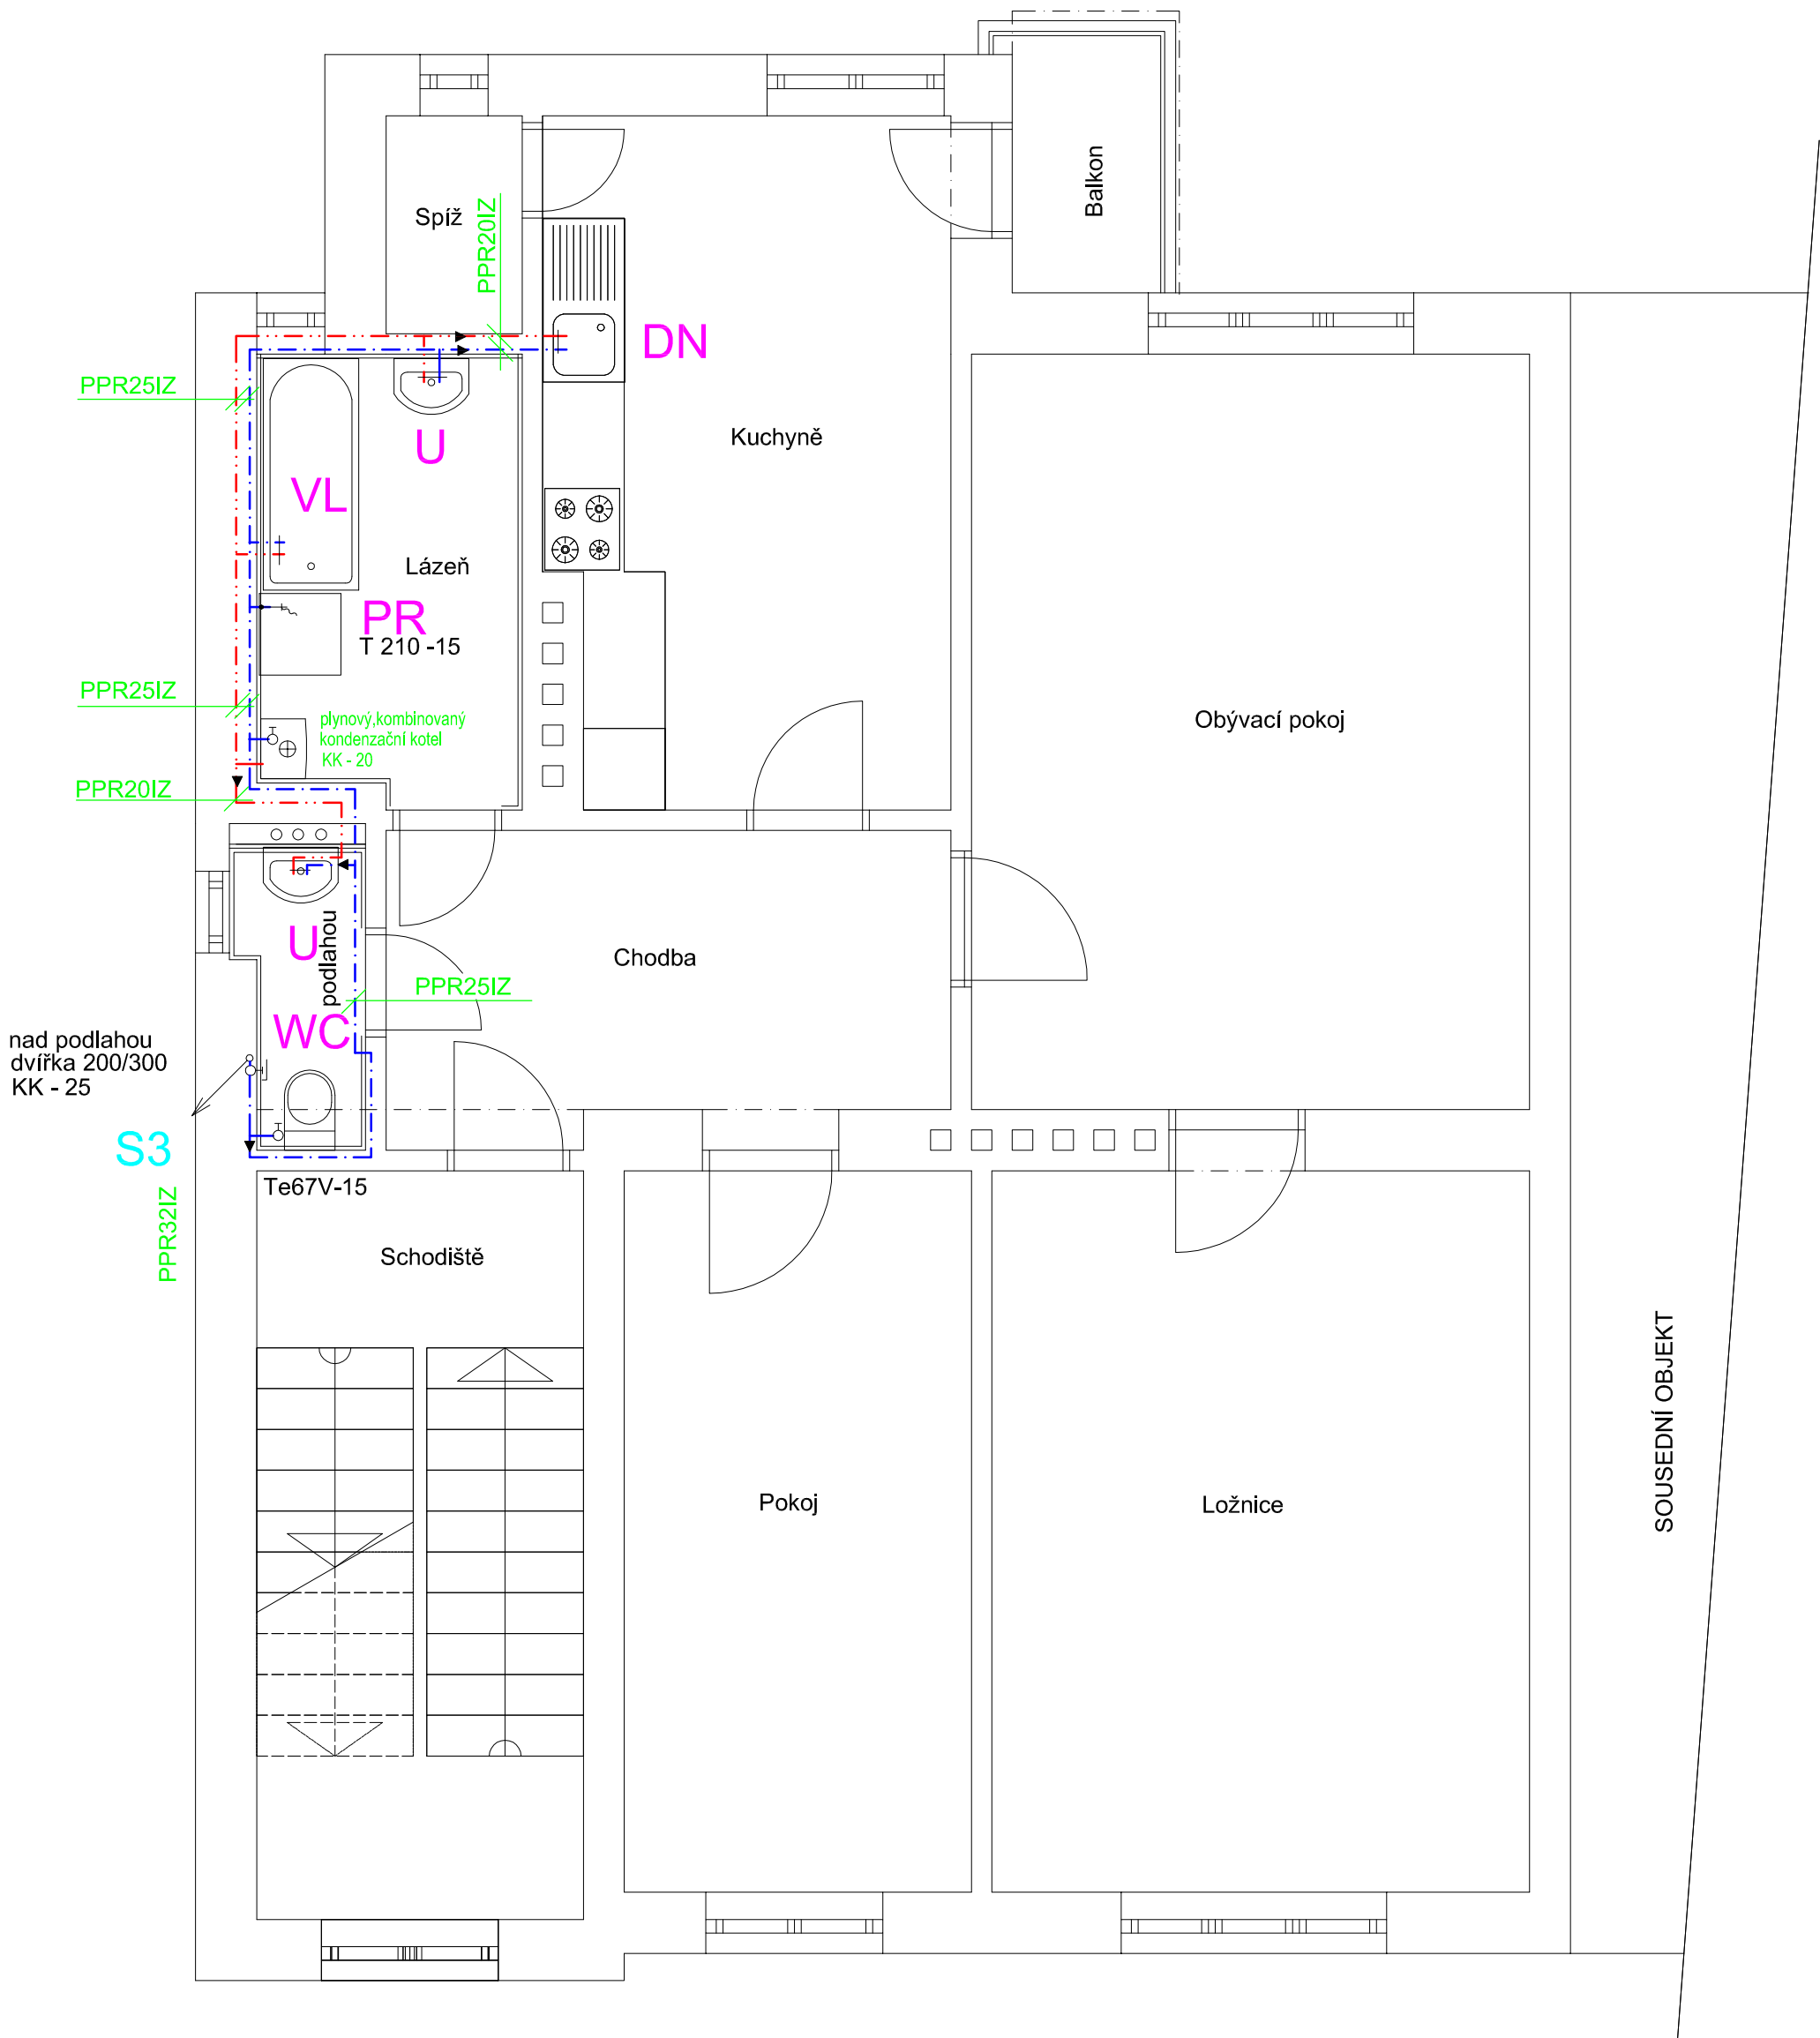 Balkon
Spíž
PPR20IZ
DN
PPR25IZ
U
Kuchyně
VL
Lázeň
PR
T 210 -15
PPR25IZ
plynový,kombinovaný
kondenzační kotel
KK - 20
Obývací pokoj
PPR20IZ
U
podlahou
Chodba
PPR25IZ
WC
nad podlahou
dvířka 200/300
KK - 25
S3
Te67V-15
PPR32IZ
Schodiště
SOUSEDNÍ OBJEKT
Pokoj
Ložnice